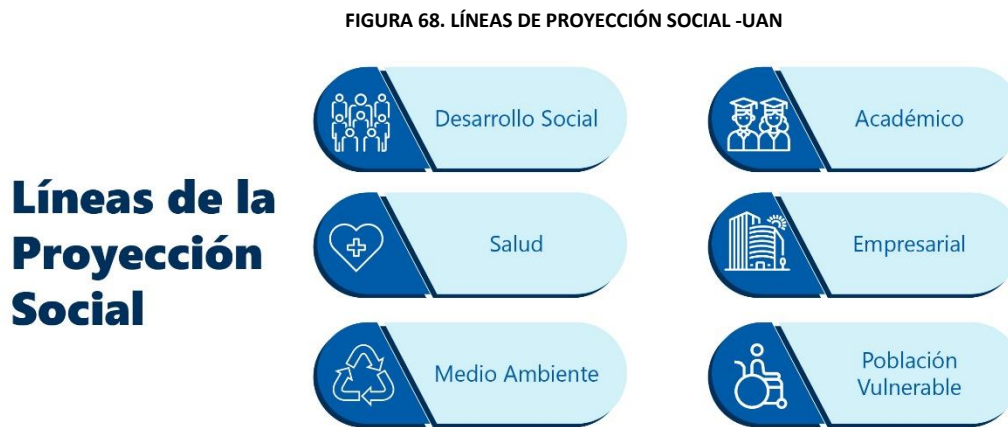 FIGURA 68. LÍNEAS DE PROYECCIÓN SOCIAL -UAN
Líneas de la
Proyección
Social
Desarrollo Social
Académico
Salud
Empresarial
Medio Ambiente
Población
Vulnerable